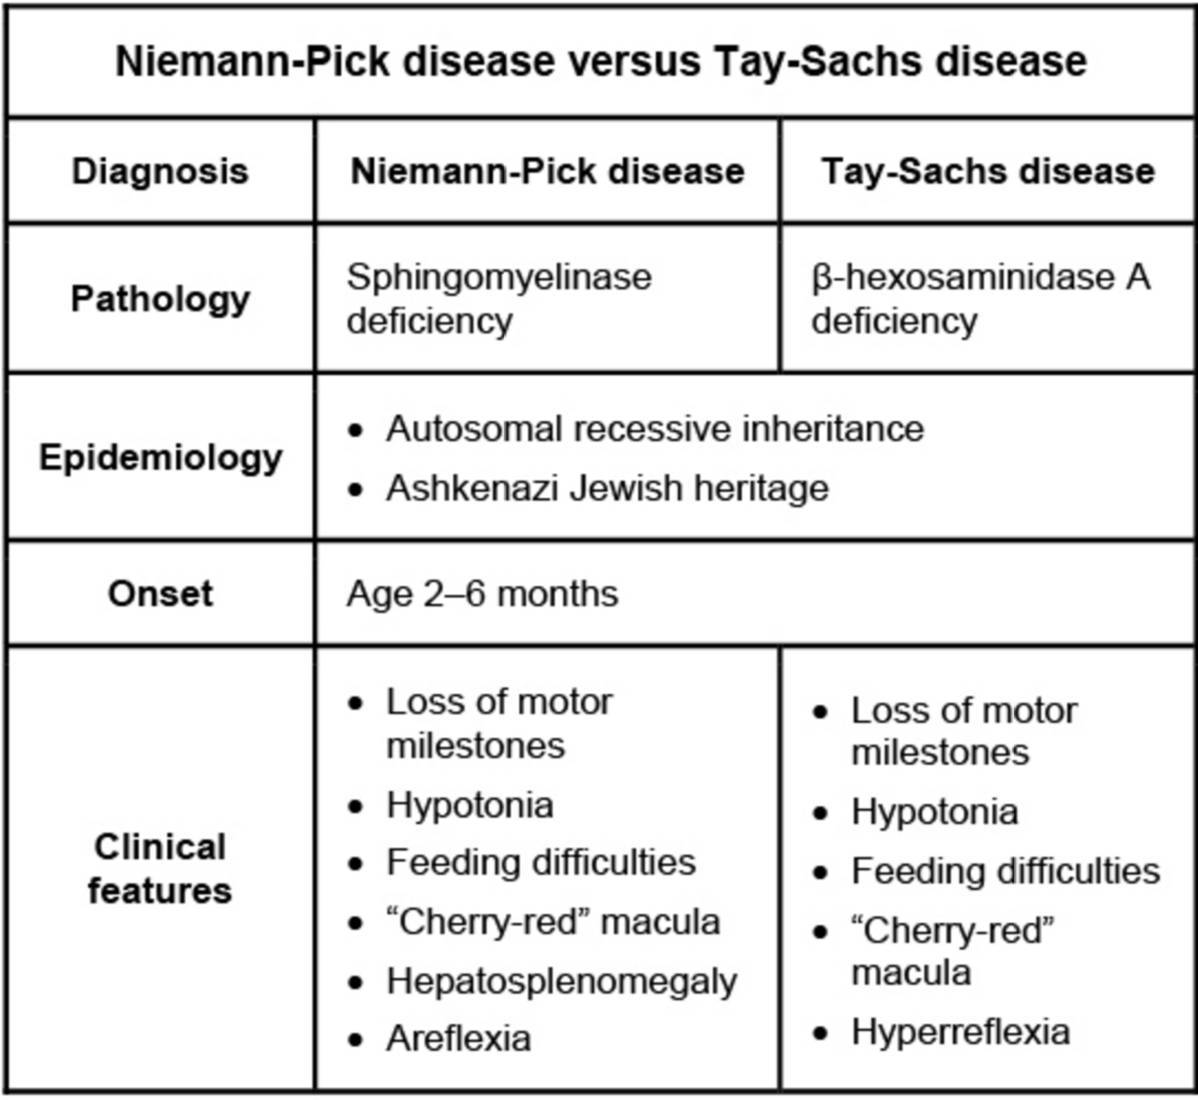 Niemann-Pick disease versus Tay-Sachs disease
Diagnosis
Niemann-Pick disease
Tay-Sachs disease
Pathology
Sphingomyelinase
deficiency
β-hexosaminidase A
deficiency
Epidemiology
• Autosomal recessive inheritance
• Ashkenazi Jewish heritage
Onset
Age 2–6 months
Clinical
features
• Loss of motor
milestones
• Hypotonia
• Feeding difficulties
• “Cherry-red” macula
• Hepatosplenomegaly
• Areflexia
• Loss of motor
milestones
• Hypotonia
• Feeding difficulties
• “Cherry-red”
macula
• Hyperreflexia